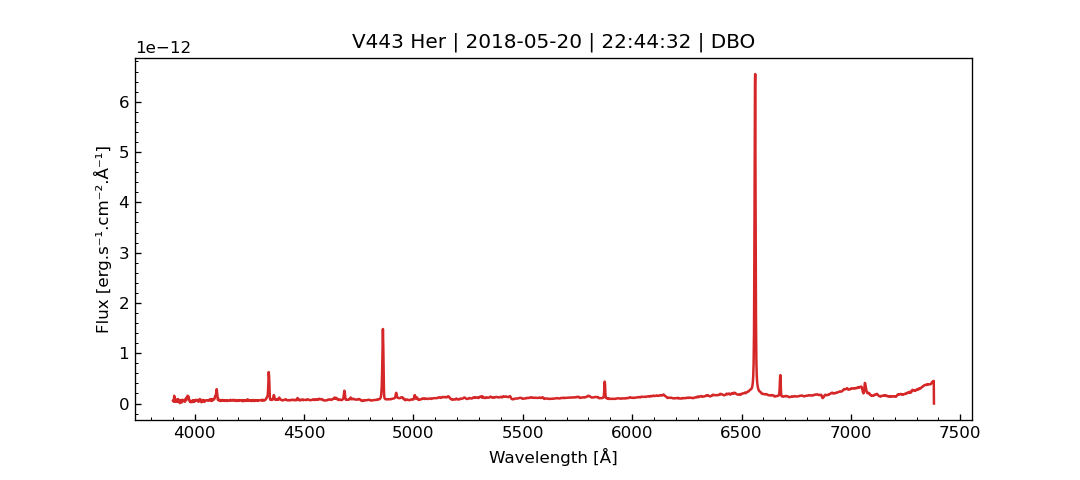 V443 Her | 2018-05-20 | 22:44:32 | DBO
1e−12
6
5
4
3
2
1
0
Flux [erg.s⁻¹.cm⁻².Å⁻¹]
4000 4500 5000 5500 6000 6500 7000 7500
Wavelength [Å]